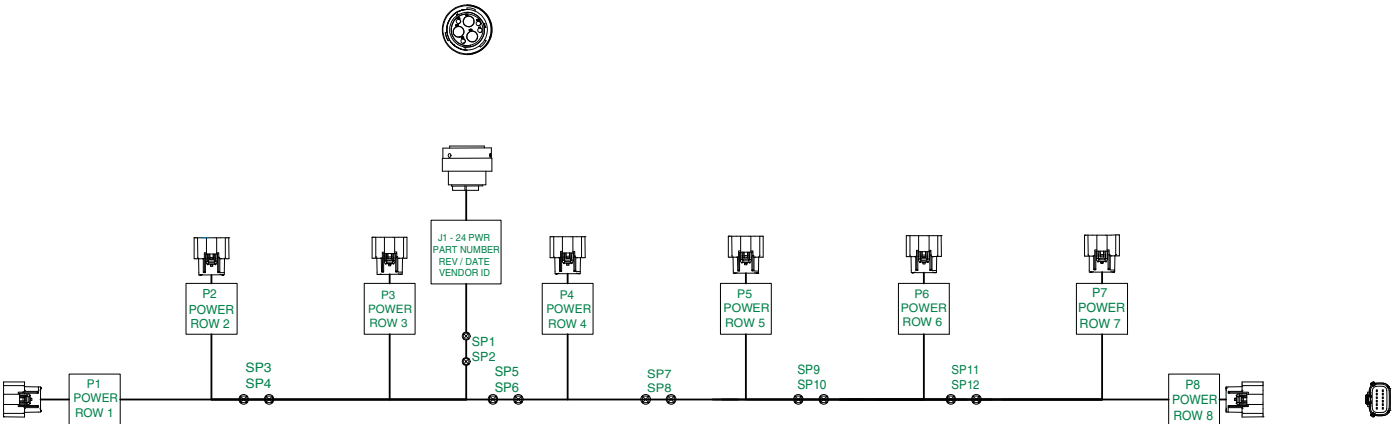 J1 - 24 PWR
PART NUMBER
REV / DATE
VENDOR ID
P2
POWER
ROW 2
P3
POWER
ROW 3
P4
POWER
ROW 4
P5
POWER
ROW 5
P6
POWER
ROW 6
P7
POWER
ROW 7
SP1
SP2
SP3
SP4
SP5
SP6
SP7
SP8
SP9
SP10
SP11
SP12
P1
POWER
ROW 1
P8
POWER
ROW 8